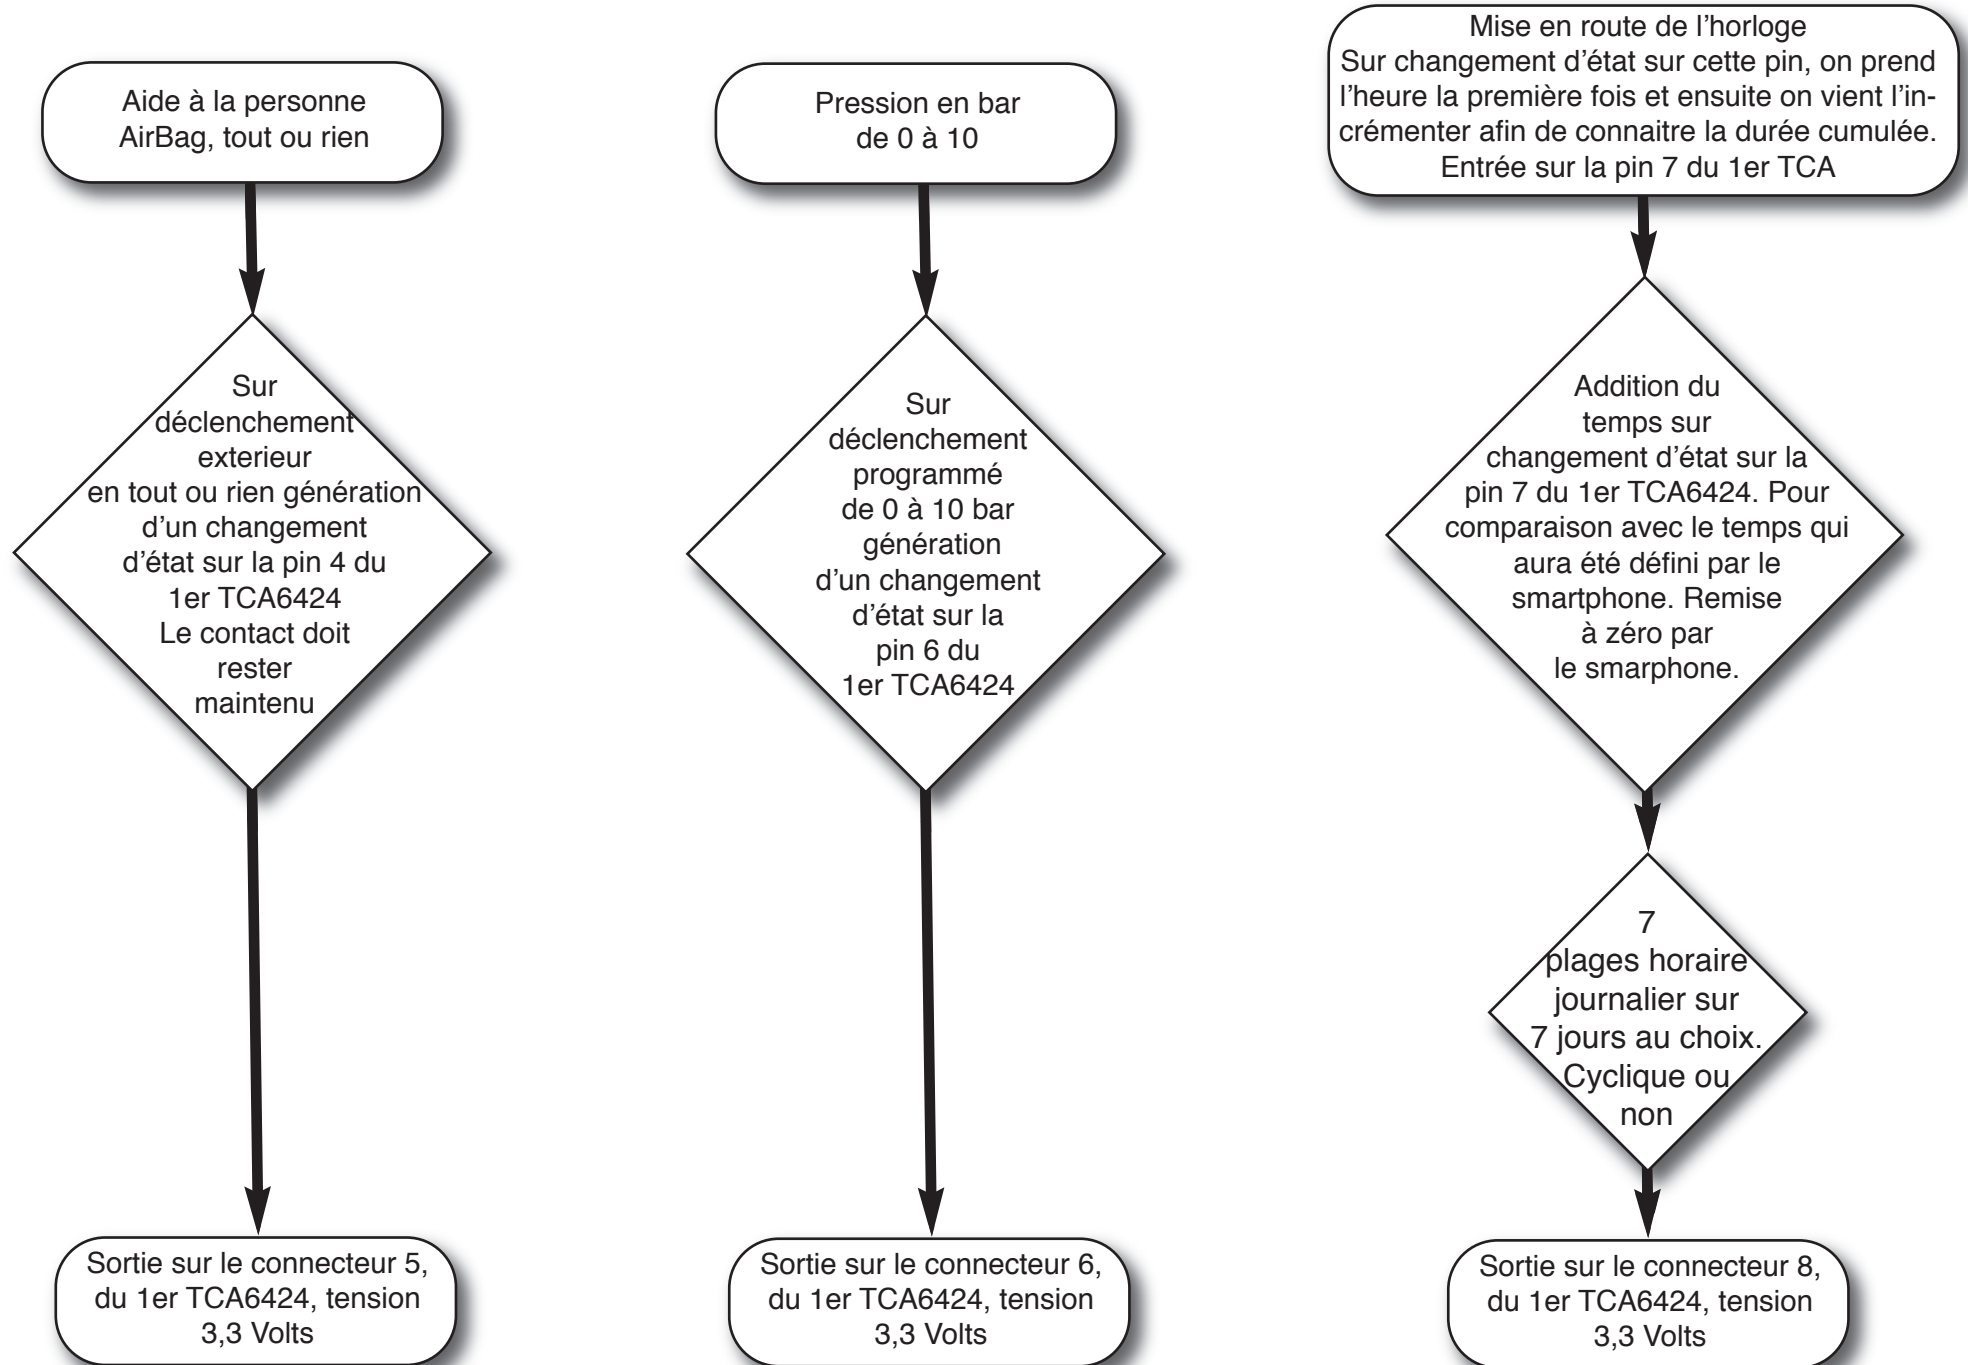 Aide à la personne
AirBag, tout ou rien
Sur
déclenchement
exterieur
en tout ou rien génération
d'un changement
d'état sur la pin 4 du
1er TCA6424
Le contact doit
rester
maintenu
Sortie sur le connecteur 5,
du 1er TCA6424, tension
3,3 Volts
Pression en bar
de 0 à 10
Sur
déclenchement
programmé
de 0 à 10 bar
génération
d'un changement
d'état sur la
pin 6 du
1er TCA6424
Sortie sur le connecteur 6,
du 1er TCA6424, tension
3,3 Volts
Mise en route de l'horloge
Sur changement d'état sur cette pin, on prend
l'heure la première fois et ensuite on vient l'in-
crémenter afin de connaitre la durée cumulée.
Entrée sur la pin 7 du 1er TCA
Addition du
temps sur
changement d'état sur la
pin 7 du 1er TCA6424. Pour
comparaison avec le temps qui
aura été défini par le
smartphone. Remise
à zéro par
le smarphone.
7
plages horaire
journalier sur
7 jours au choix.
Cyclique ou
non
Sortie sur le connecteur 8,
du 1er TCA6424, tension
3,3 Volts